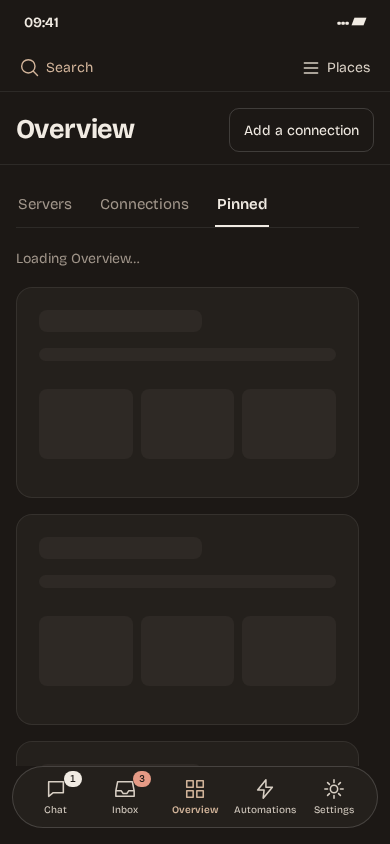 09:41
Search
Places
Overview
Add a connection
Servers
Connections
Pinned
Loading Overview...
1
3
Chat
Inbox
Overview
Automations
Settings